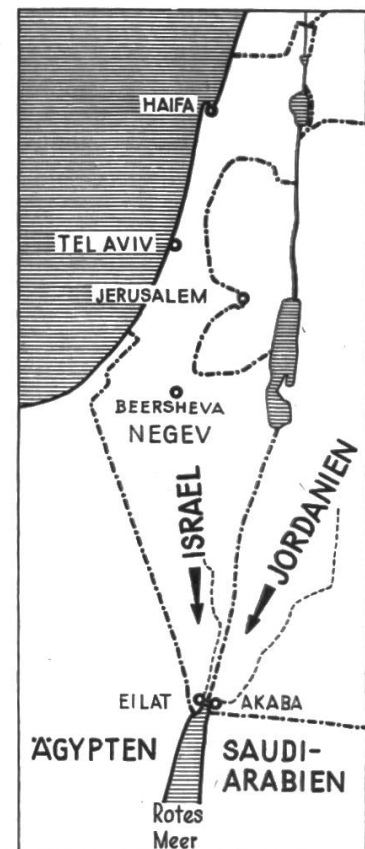 HAIFA
TEL AVIV
JERUSALEM
BEERSHEVA
NEGEV
ISRAEL
JORDANIEN
EILAT
AKABA
ÄGYPTEN
SAUDI-
ARABIEN
Rotes
Meer